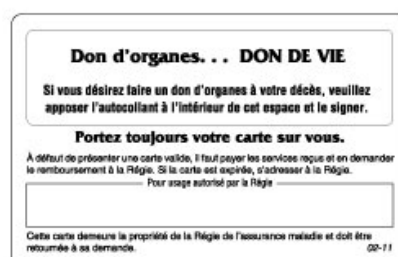 Don d'organes. . . DON DE VIE
Si vous désirez faire un don d'organes à votre décès, veuillez
apposer l'autocollant à l'intérieur de cet espace et le signer.
Portez toujours votre carte sur vous.
À défaut de présenter une carte valide, il faut payer les services reçus et en demander
le remboursement à la Régie. Si la carte est expirée, s'adresser à la Régie.
Pour usage autorisé par la Régie
Cette carte demeure la propriété de la Régie de l'assurance maladie et doit être
retournée à sa demande. 02-11